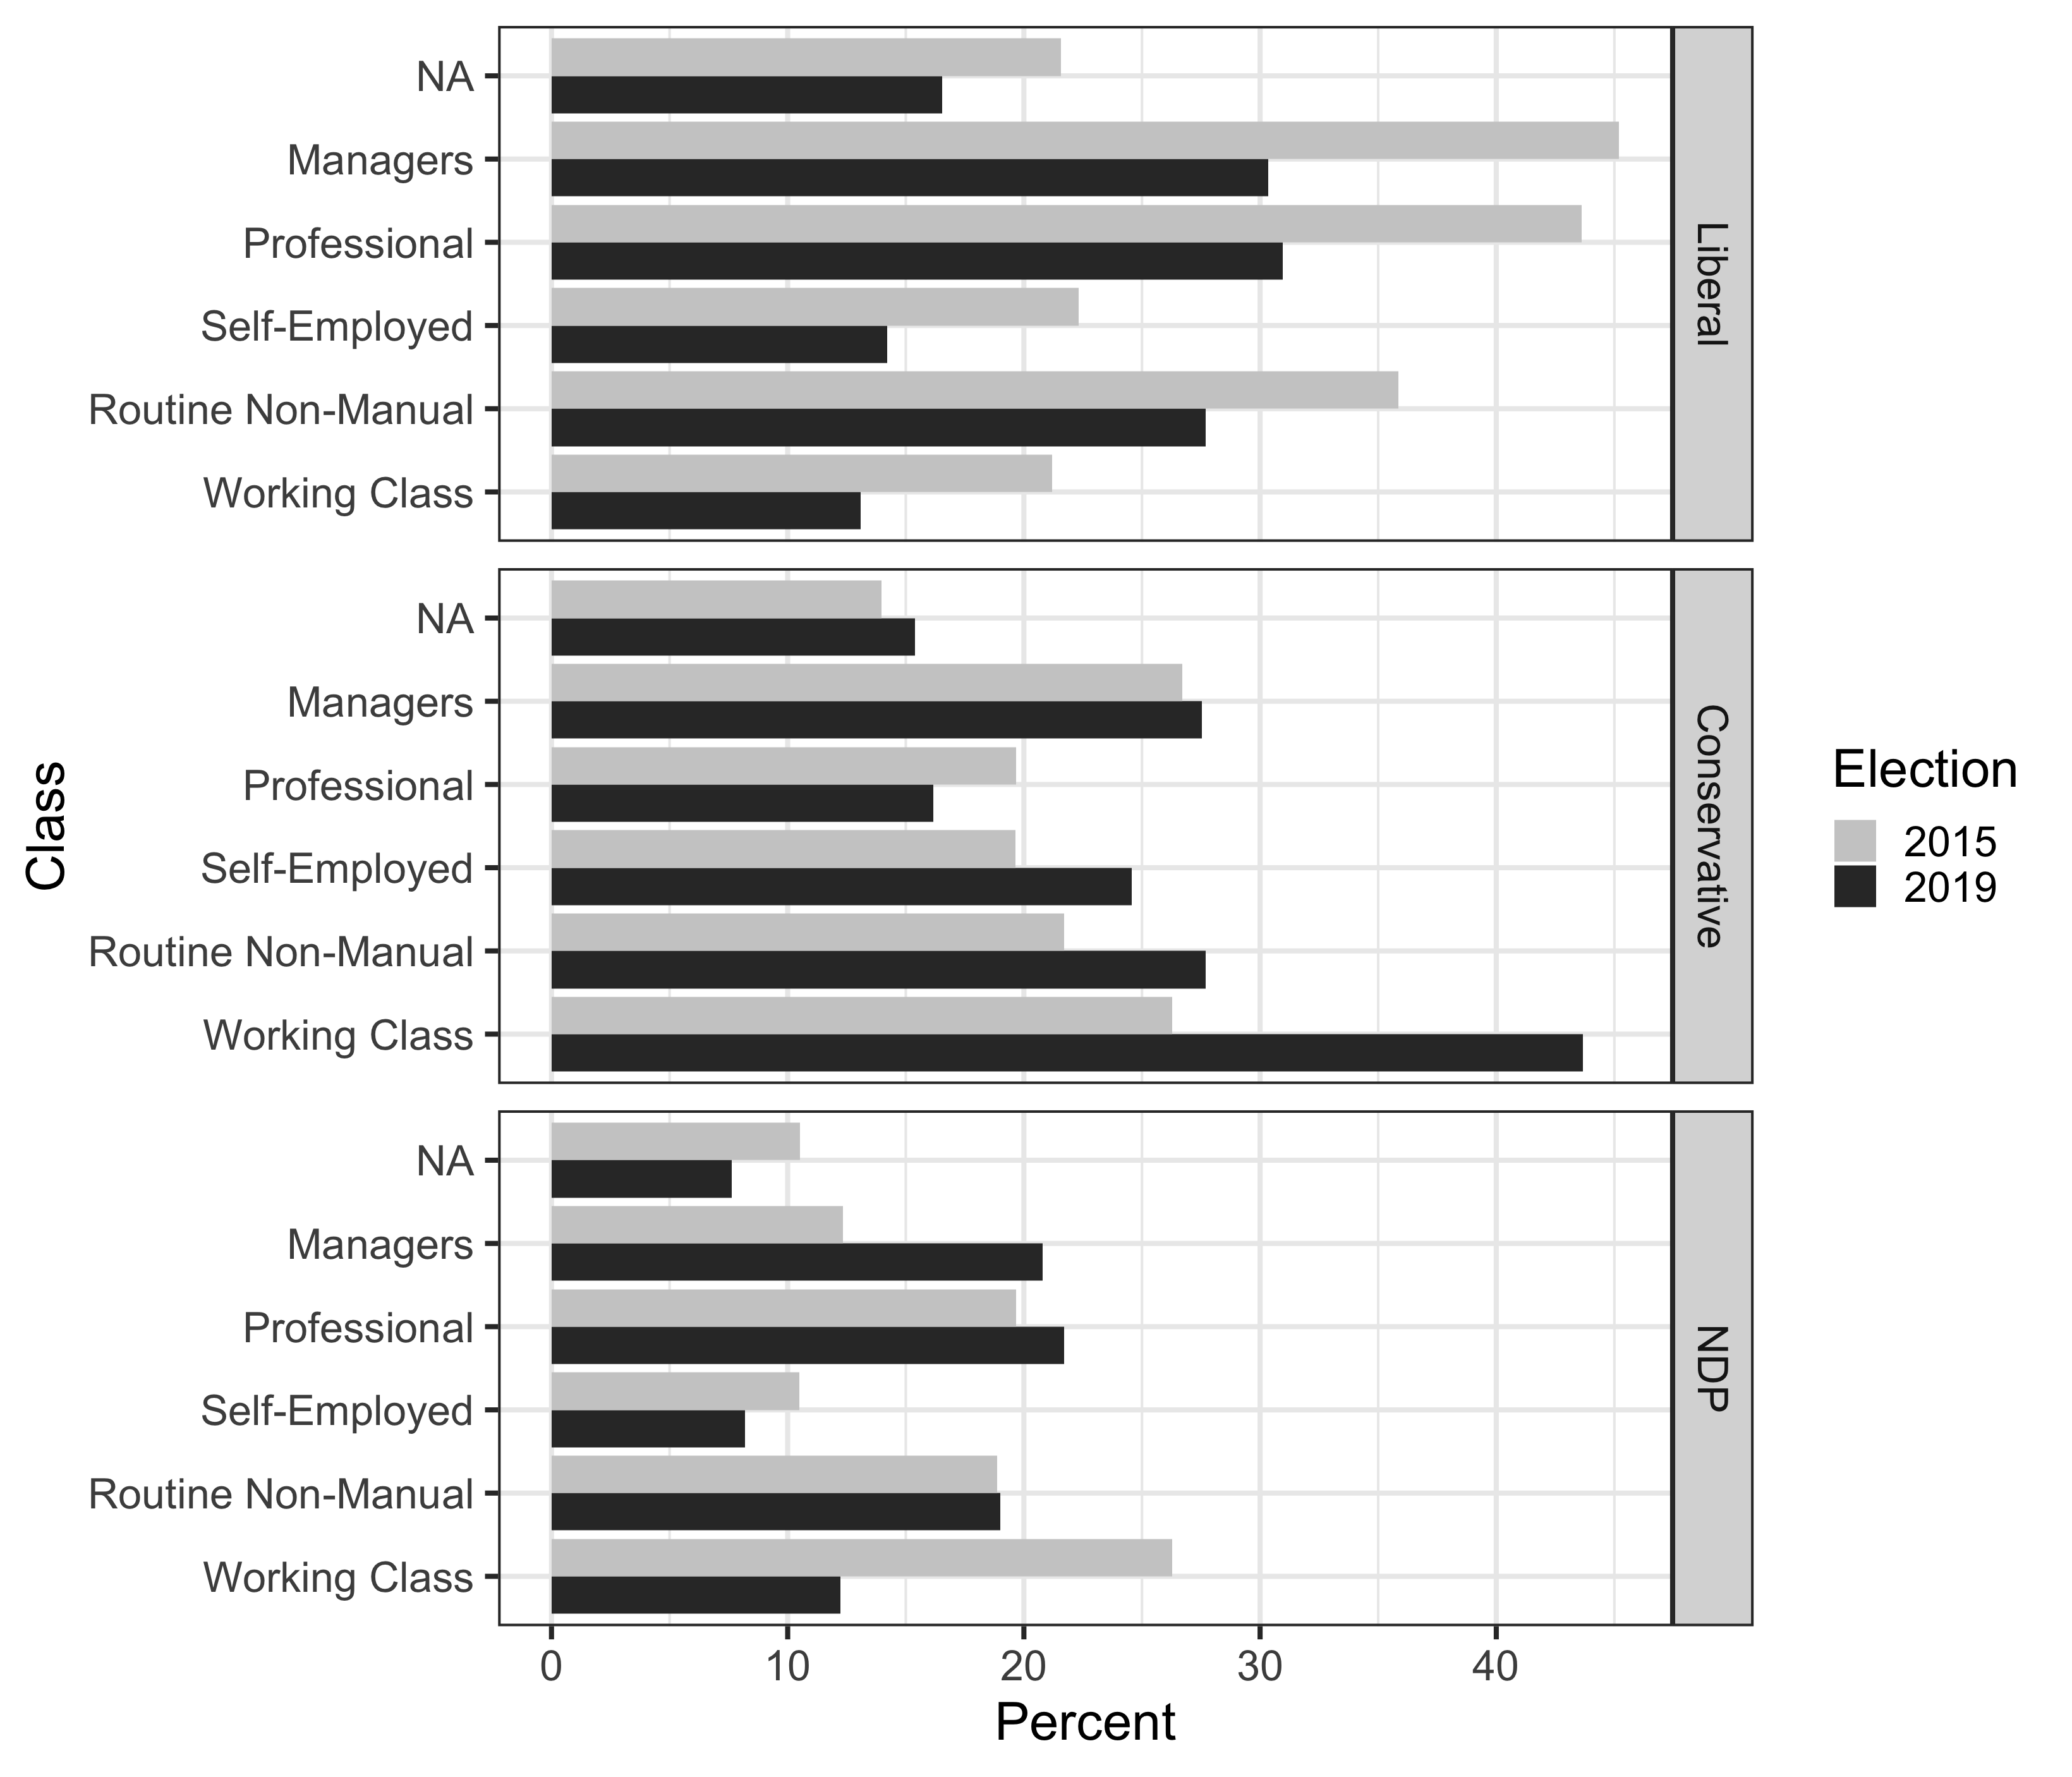 NA
Managers
Professional
Self-Employed
Routine Non-Manual
Working Class
Liberal
NA
Managers
Professional
Self-Employed
Routine Non-Manual
Working Class
Conservative
NA
Managers
Professional
Self-Employed
Routine Non-Manual
Working Class
NDP
0 10 20 30 40
Percent
Class
Election
2015
2019